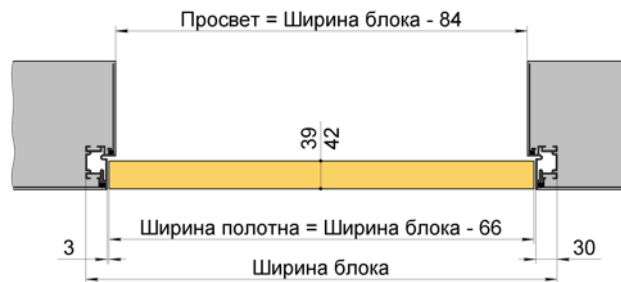 Просвет = Ширина блока - 84
39
42
Ширина полотна = Ширина блока - 66
3
30
Ширина блока